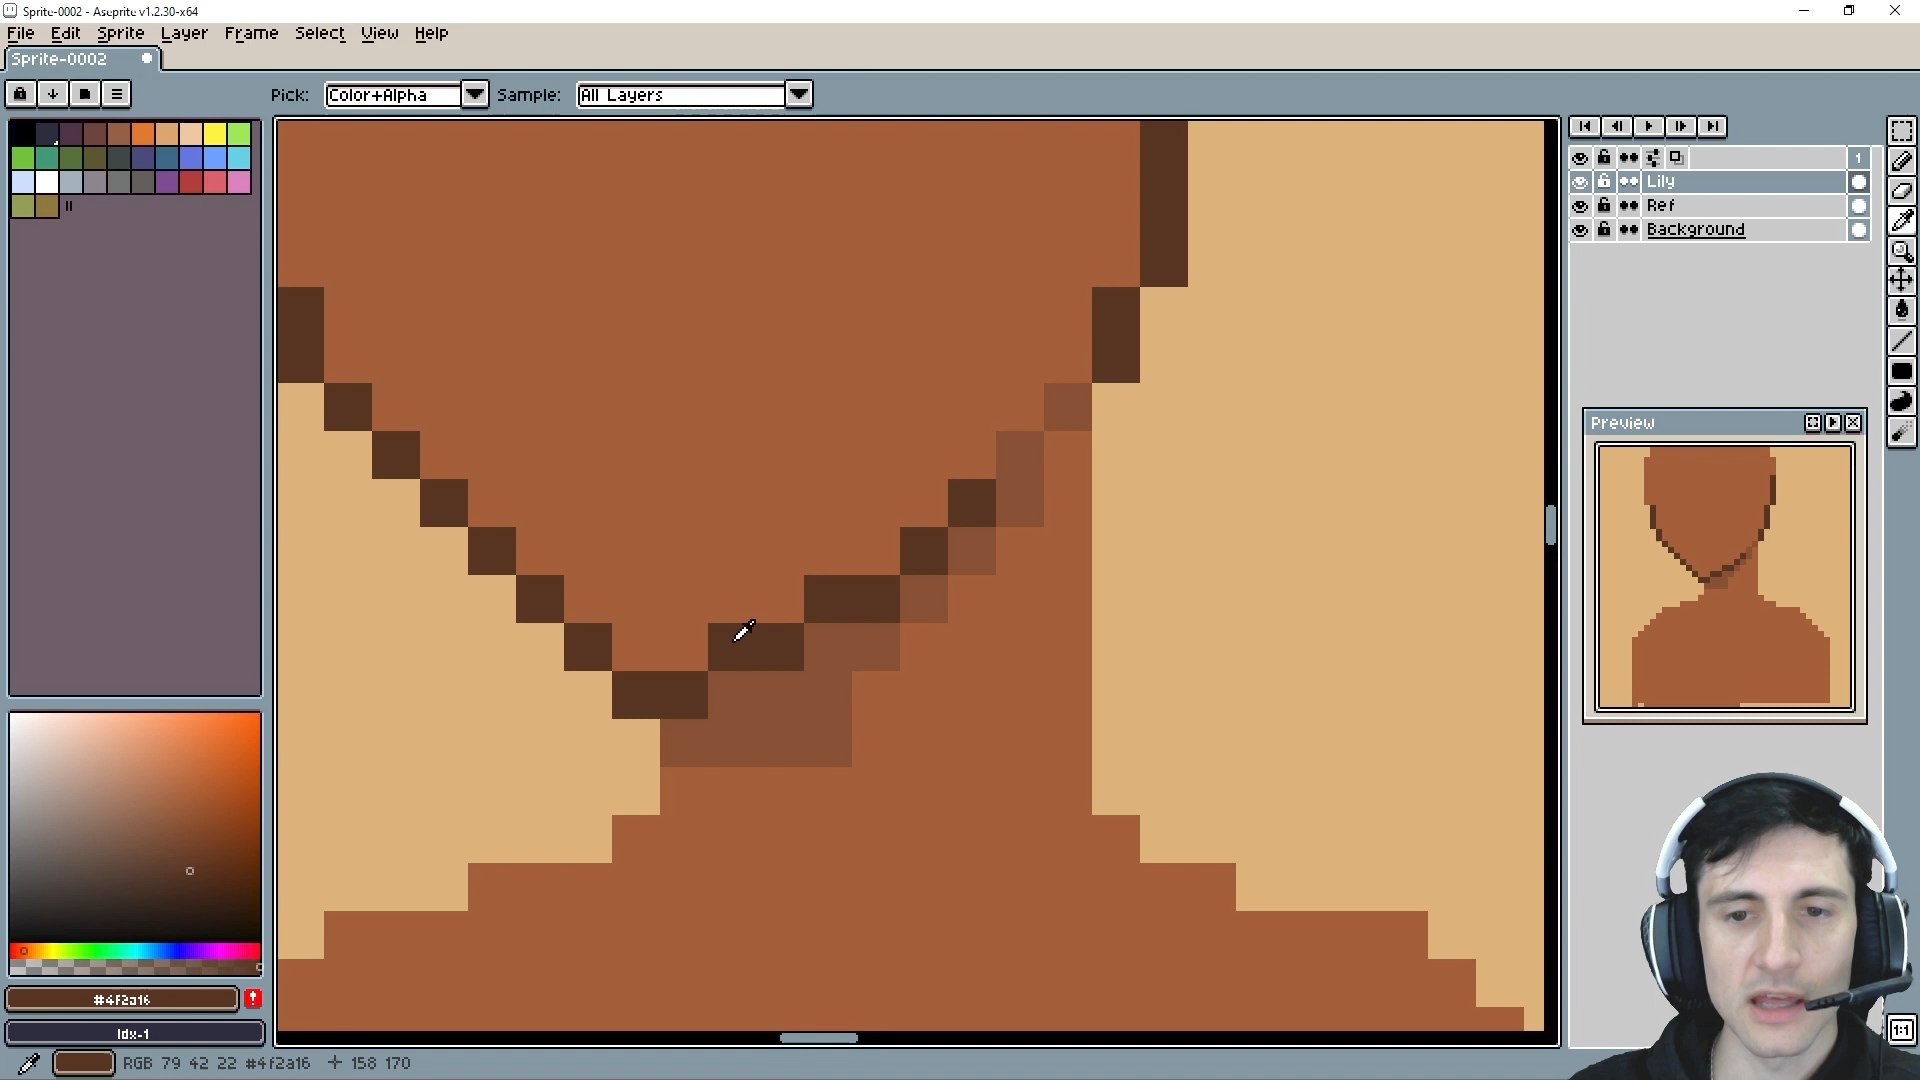 Sprite-0002 - Aseprite v1.2.30-x64
File Edit Sprite Layer Frame Select View Help
Sprite-0002
Pick: Color+Alpha Sample: All Layers
1
Lily
Ref
Background
Preview
#4f2a16
Idx-1
RGB 79 42 22 #4f2a16 158 170
1:1